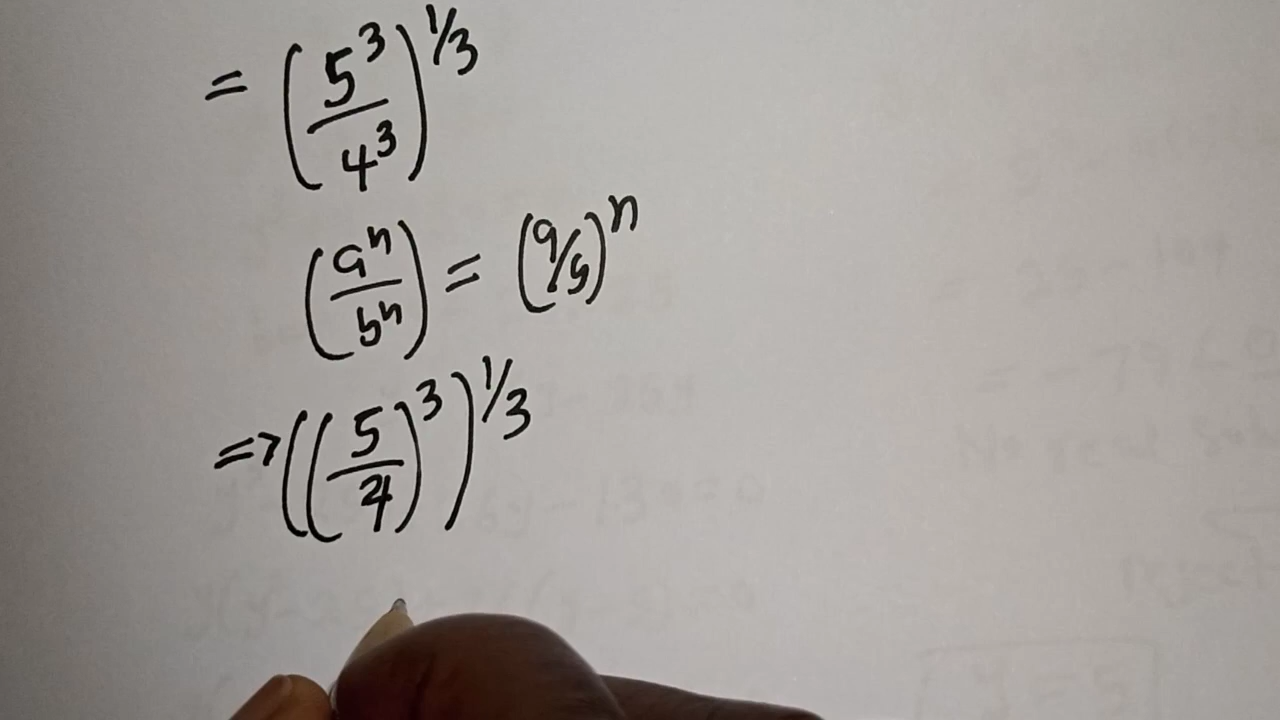 = (5³/4³)^1/3
(aⁿ/bⁿ) = (a/b)ⁿ
=> ((5/4)³)^1/3